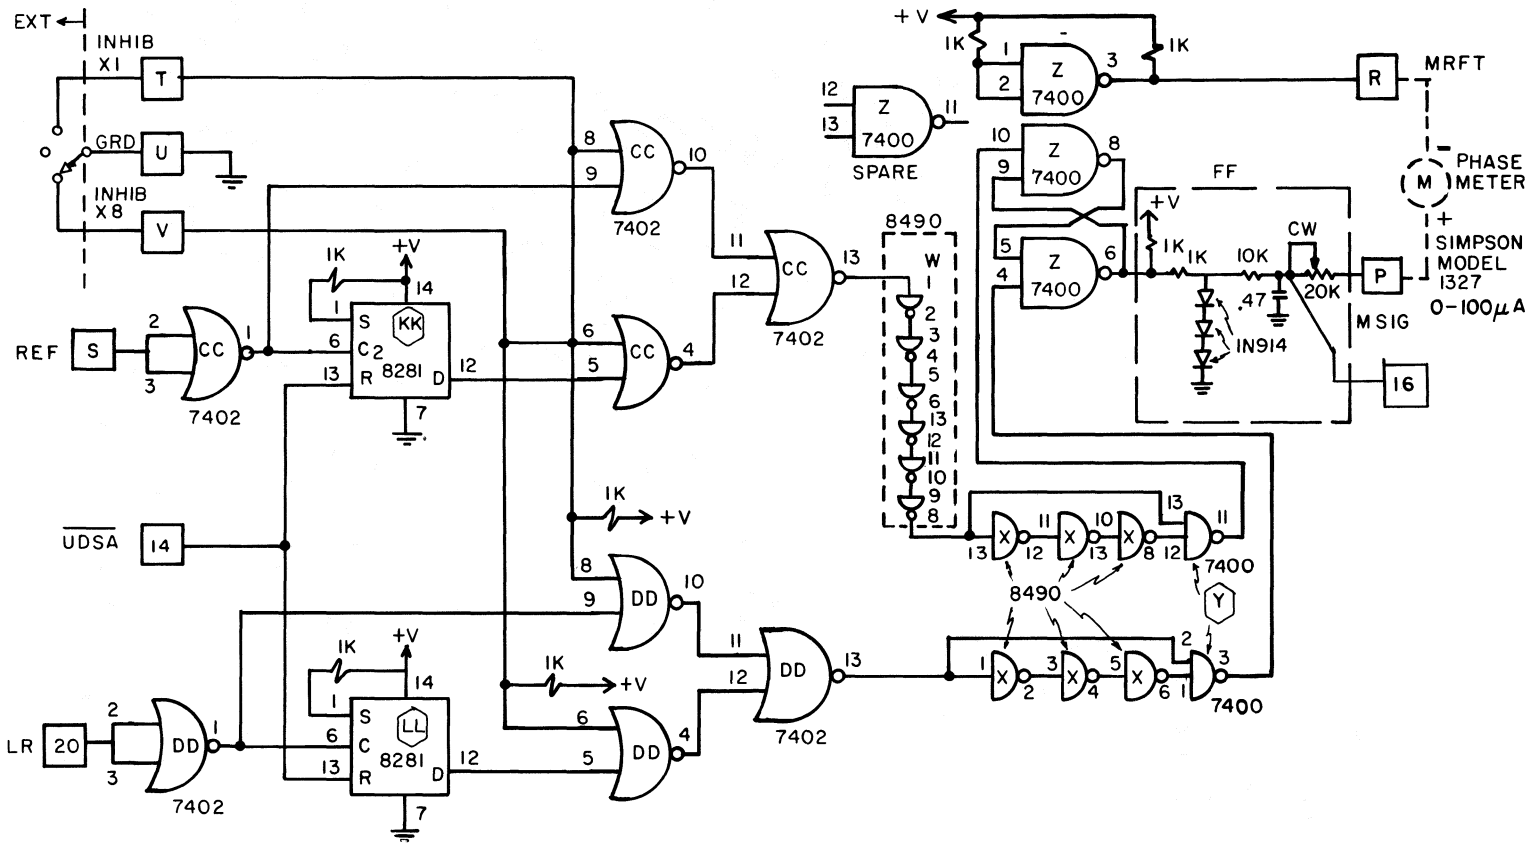 EXT
INHIB
X1
T
GRD
U
INHIB
X8
V
REF
S
2
3
CC
1
7402
1K
+V
14
1
S
KK
6
C2
8281
13
R
D
12
7
UDSA
14
LR
20
2
3
DD
1
7402
1K
+V
14
1
S
LL
6
C
8281
13
R
D
12
7
8
9
CC
10
7402
6
5
CC
4
11
12
CC
13
7402
1K
+V
8
9
DD
10
1K
+V
6
5
DD
4
11
12
DD
13
7402
8490
W
1
2
3
4
5
6
13
12
11
10
9
8
12
13
Z
7400
11
SPARE
+V
1K
1
2
Z
7400
3
1K
R
MRFT
10
9
Z
7400
8
5
4
Z
7400
6
FF
+V
1K
1K
10K
CW
20K
.47
1N914
P
MSIG
16
-
M
+
PHASE
METER
SIMPSON
MODEL
1327
0-100µA
13
X
12
11
X
13
10
X
8
13
12
11
7400
8490
Y
1
X
2
3
X
4
5
X
6
2
1
3
7400